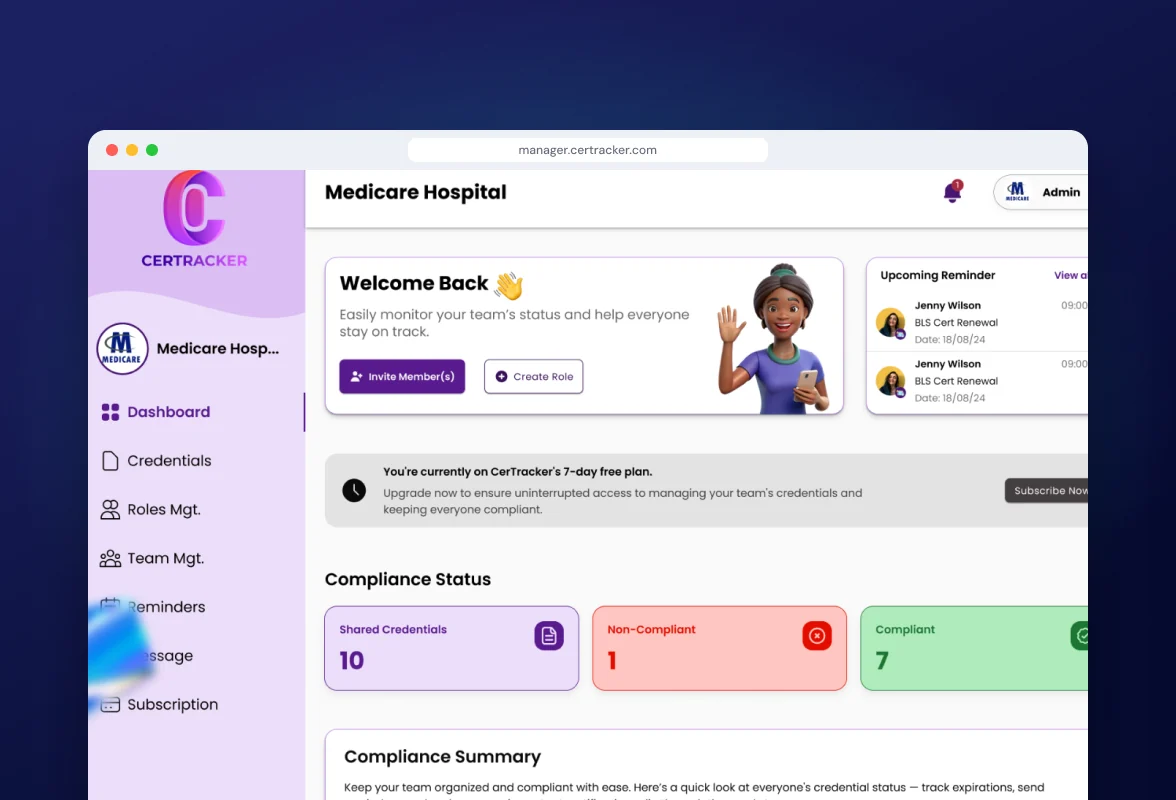 manager.certracker.com
CERTRACKER
M
MEDICARE
Medicare Hosp...
Dashboard
Credentials
Roles Mgt.
Team Mgt.
Reminders
Subscription
Medicare Hospital
1
M
MEDICARE
Admin
Welcome Back 👋
Easily monitor your team's status and help everyone
stay on track.
Invite Member(s)
Create Role
Upcoming Reminder
View
Jenny Wilson
09:00
BLS Cert Renewal
Date: 18/08/24
Jenny Wilson
09:00
BLS Cert Renewal
Date: 18/08/24
You're currently on CerTracker's 7-day free plan.
Upgrade now to ensure uninterrupted access to managing your team's credentials and
keeping everyone compliant.
Subscribe Now
Compliance Status
Shared Credentials
10
Non-Compliant
1
Compliant
7
Compliance Summary
Keep your team organized and compliant with ease. Here's a quick look at everyone's credential status — track expirations, send